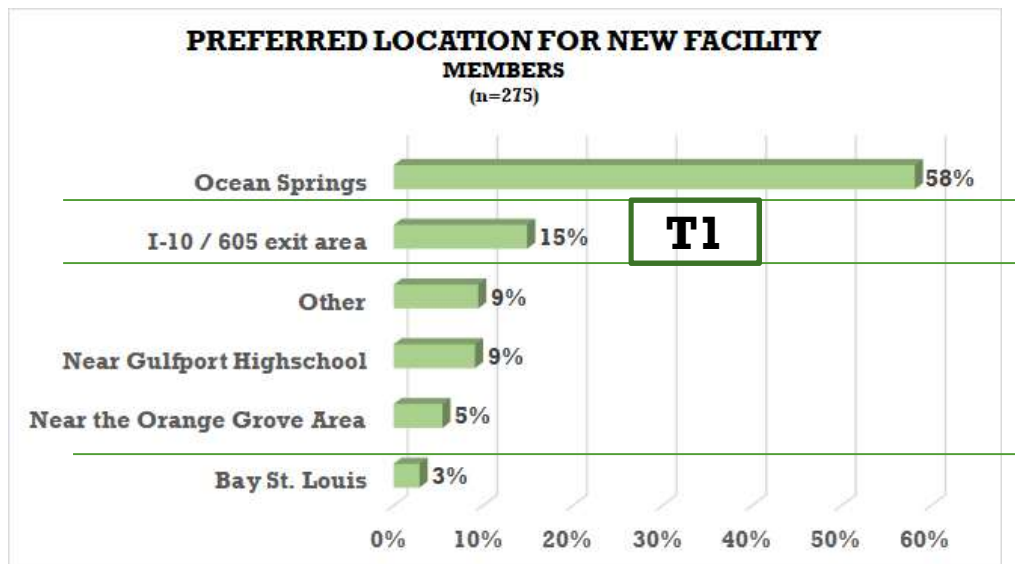 PREFERRED LOCATION FOR NEW FACILITY
MEMBERS
(n=275)
Ocean Springs 58%
I-10 / 605 exit area 15% T1
Other 9%
Near Gulfport Highschool 9%
Near the Orange Grove Area 5%
Bay St. Louis 3%
0% 10% 20% 30% 40% 50% 60%